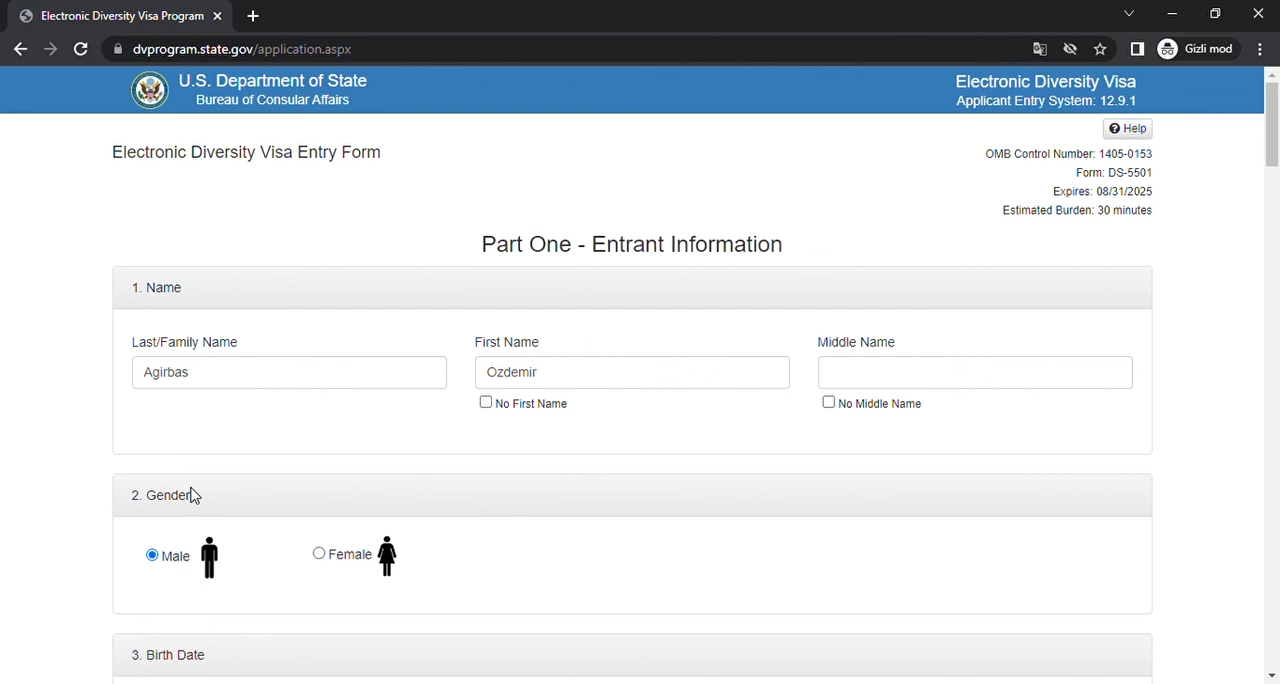 Electronic Diversity Visa Program
dvprogram.state.gov/application.aspx
Gizli mod
U.S. Department of State
Bureau of Consular Affairs
Electronic Diversity Visa
Applicant Entry System: 12.9.1
Help
Electronic Diversity Visa Entry Form
OMB Control Number: 1405-0153
Form: DS-5501
Expires: 08/31/2025
Estimated Burden: 30 minutes
Part One - Entrant Information
1. Name
Last/Family Name
First Name
Middle Name
Agirbas
Ozdemir
No First Name
No Middle Name
2. Gender
Male
Female
3. Birth Date